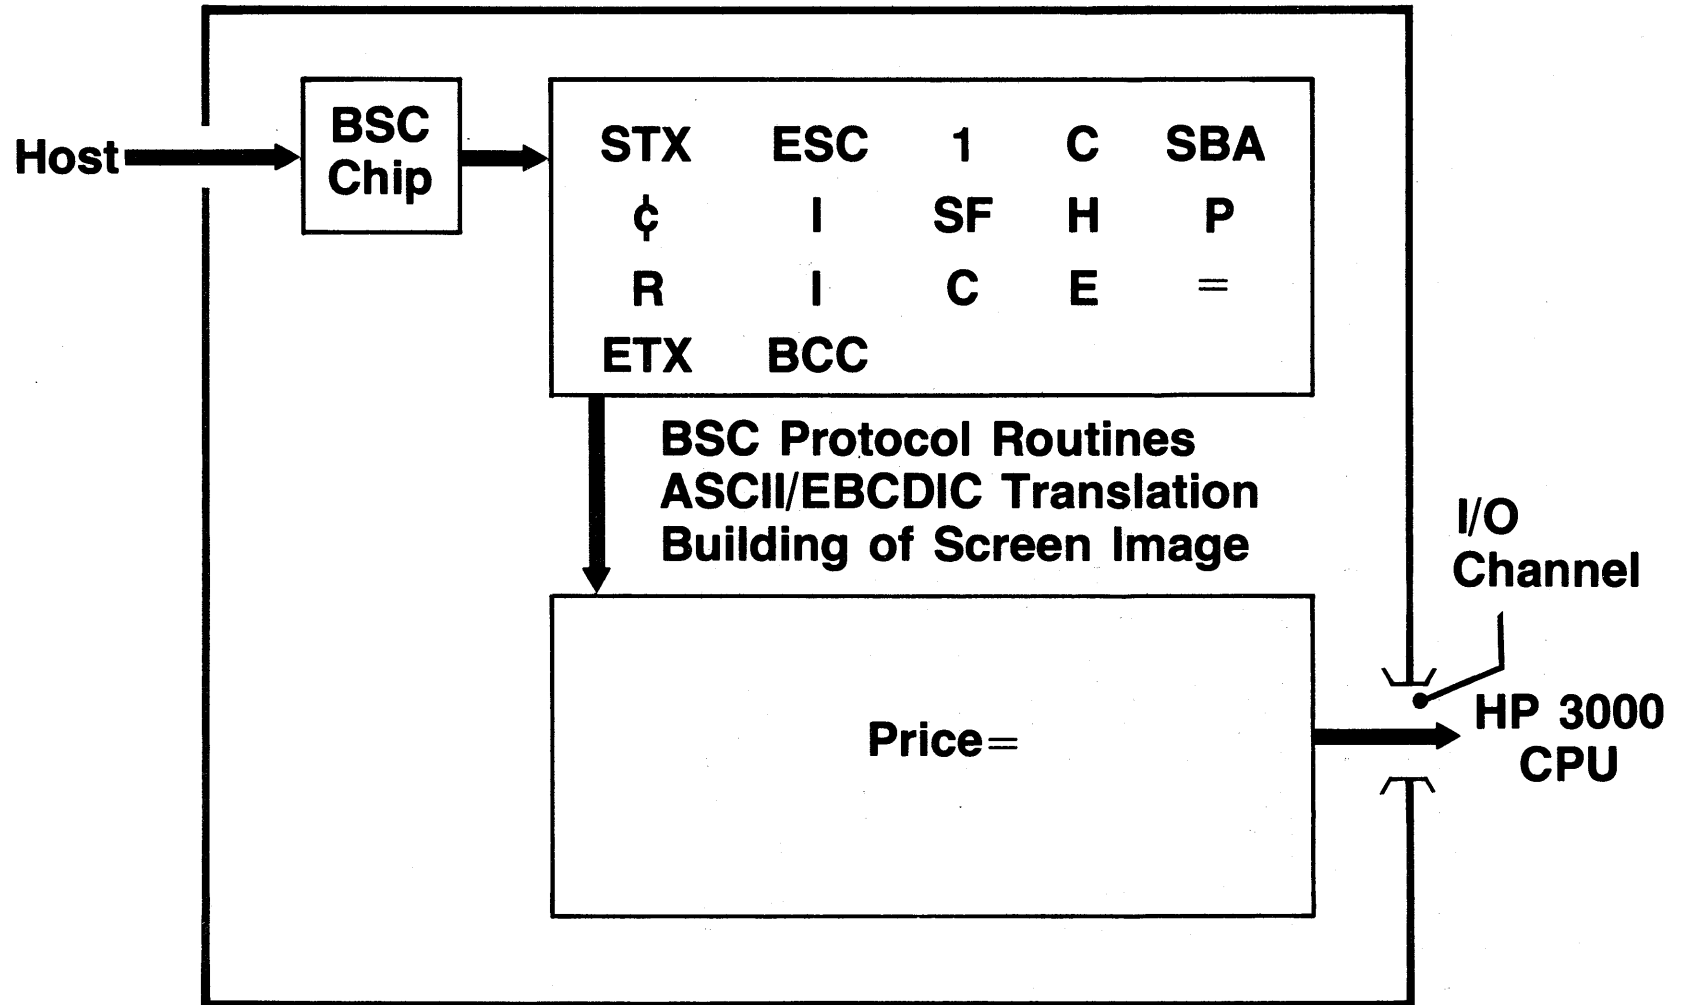 Host
BSC
Chip
STX ESC 1 C SBA
¢ I SF H P
R I C E =
ETX BCC
BSC Protocol Routines
ASCII/EBCDIC Translation
Building of Screen Image
I/O
Channel
Price=
HP 3000
CPU